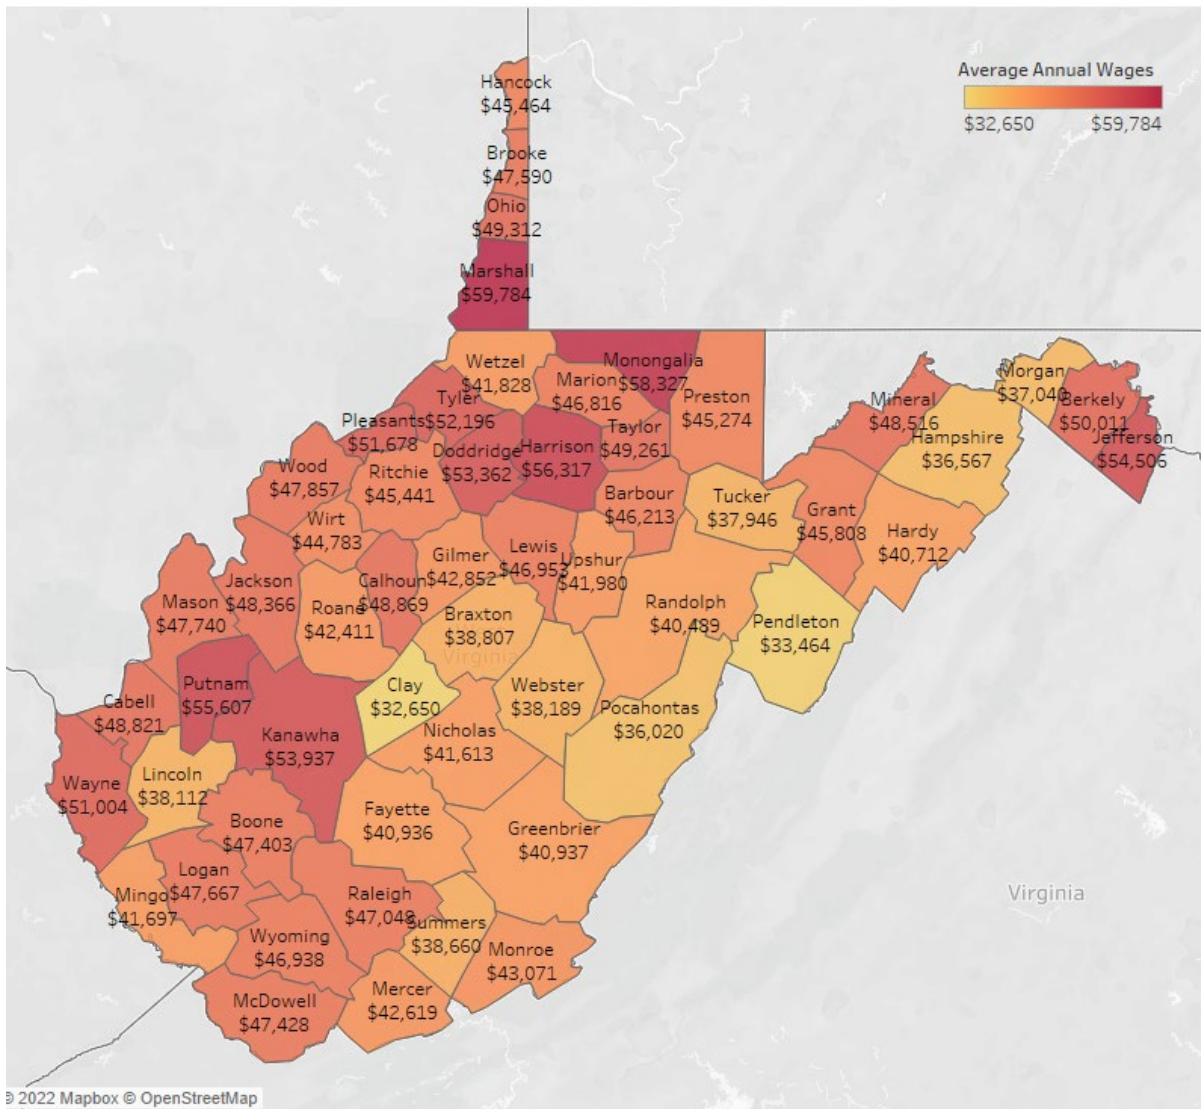 Average Annual Wages
$32,650 $59,784
Hancock
$45,464
Brooke
$47,590
Ohio
$49,312
Marshall
$59,784
Wetzel
$41,828
Monongalia
$58,327
Marion
$46,816
Preston
$45,274
Tyler
$52,196
Pleasants
$51,678
Doddridge
$53,362
Harrison
$56,317
Taylor
$49,261
Mineral
$48,516
Morgan
$37,040
Berkely
$50,011
Jefferson
$54,506
Hampshire
$36,567
Wood
$47,857
Ritchie
$45,441
Barbour
$46,213
Tucker
$37,946
Grant
$45,808
Hardy
$40,712
Wirt
$44,783
Gilmer
$42,852
Lewis
$46,953
Upshur
$41,980
Jackson
$48,366
Calhoun
$48,869
Mason
$47,740
Roane
$42,411
Braxton
$38,807
Virginia
Randolph
$40,489
Pendleton
$33,464
Putnam
$55,607
Clay
$32,650
Webster
$38,189
Pocahontas
$36,020
Cabell
$48,821
Kanawha
$53,937
Nicholas
$41,613
Wayne
$51,004
Lincoln
$38,112
Boone
$47,403
Fayette
$40,936
Greenbrier
$40,937
Logan
$47,667
Mingo
$41,697
Raleigh
$47,048
Summers
$38,660
Virginia
Wyoming
$46,938
Monroe
$43,071
McDowell
$47,428
Mercer
$42,619
© 2022 Mapbox © OpenStreetMap